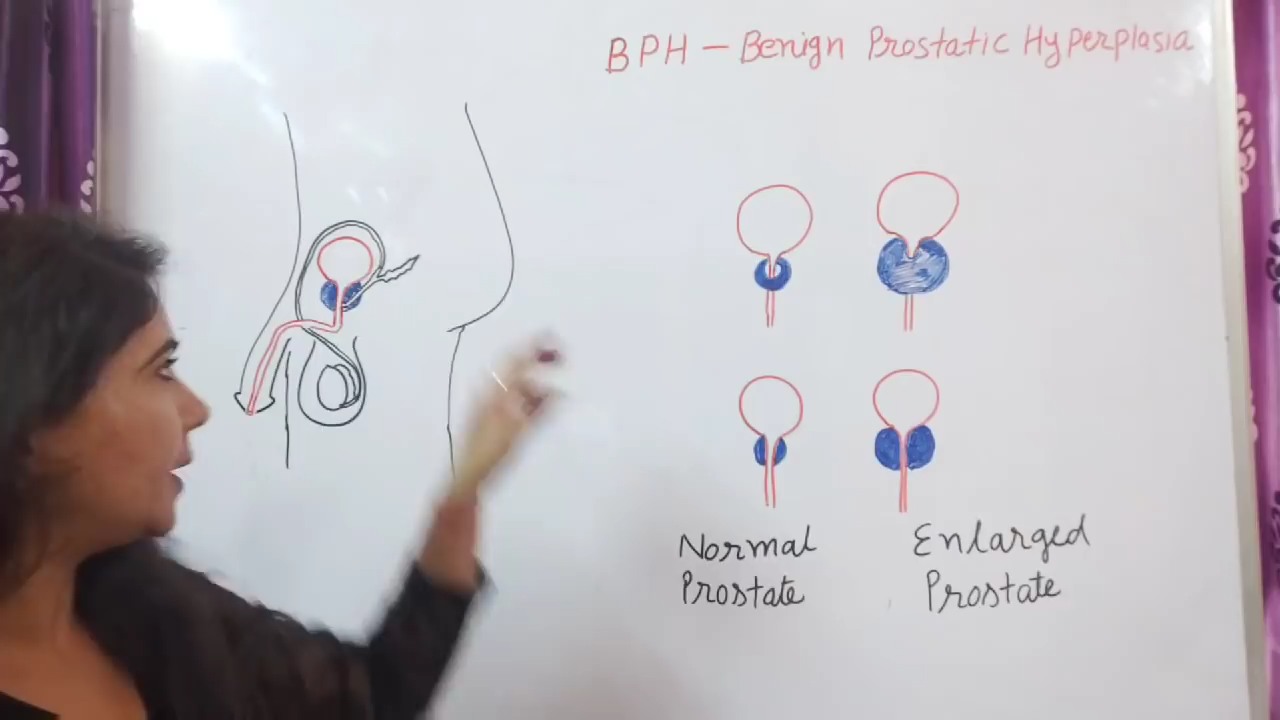 BPH - Benign Prostatic Hyperplasia
Normal Prostate
Enlarged Prostate